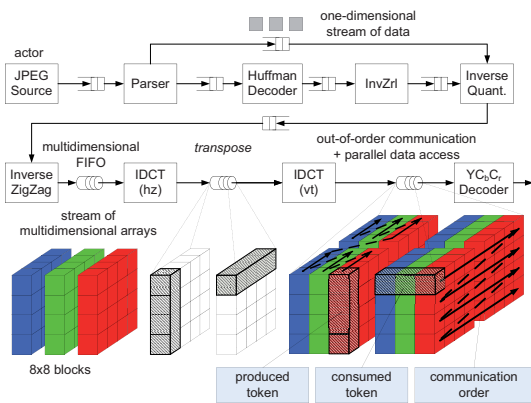 one-dimensional
stream of data
actor
JPEG
Source
Parser
Huffman
Decoder
InvZrl
Inverse
Quant.
multidimensional
FIFO
transpose
out-of-order communication
+ parallel data access
Inverse
ZigZag
IDCT
(hz)
IDCT
(vt)
YCbCr
Decoder
stream of
multidimensional arrays
8x8 blocks
produced
token
consumed
token
communication
order